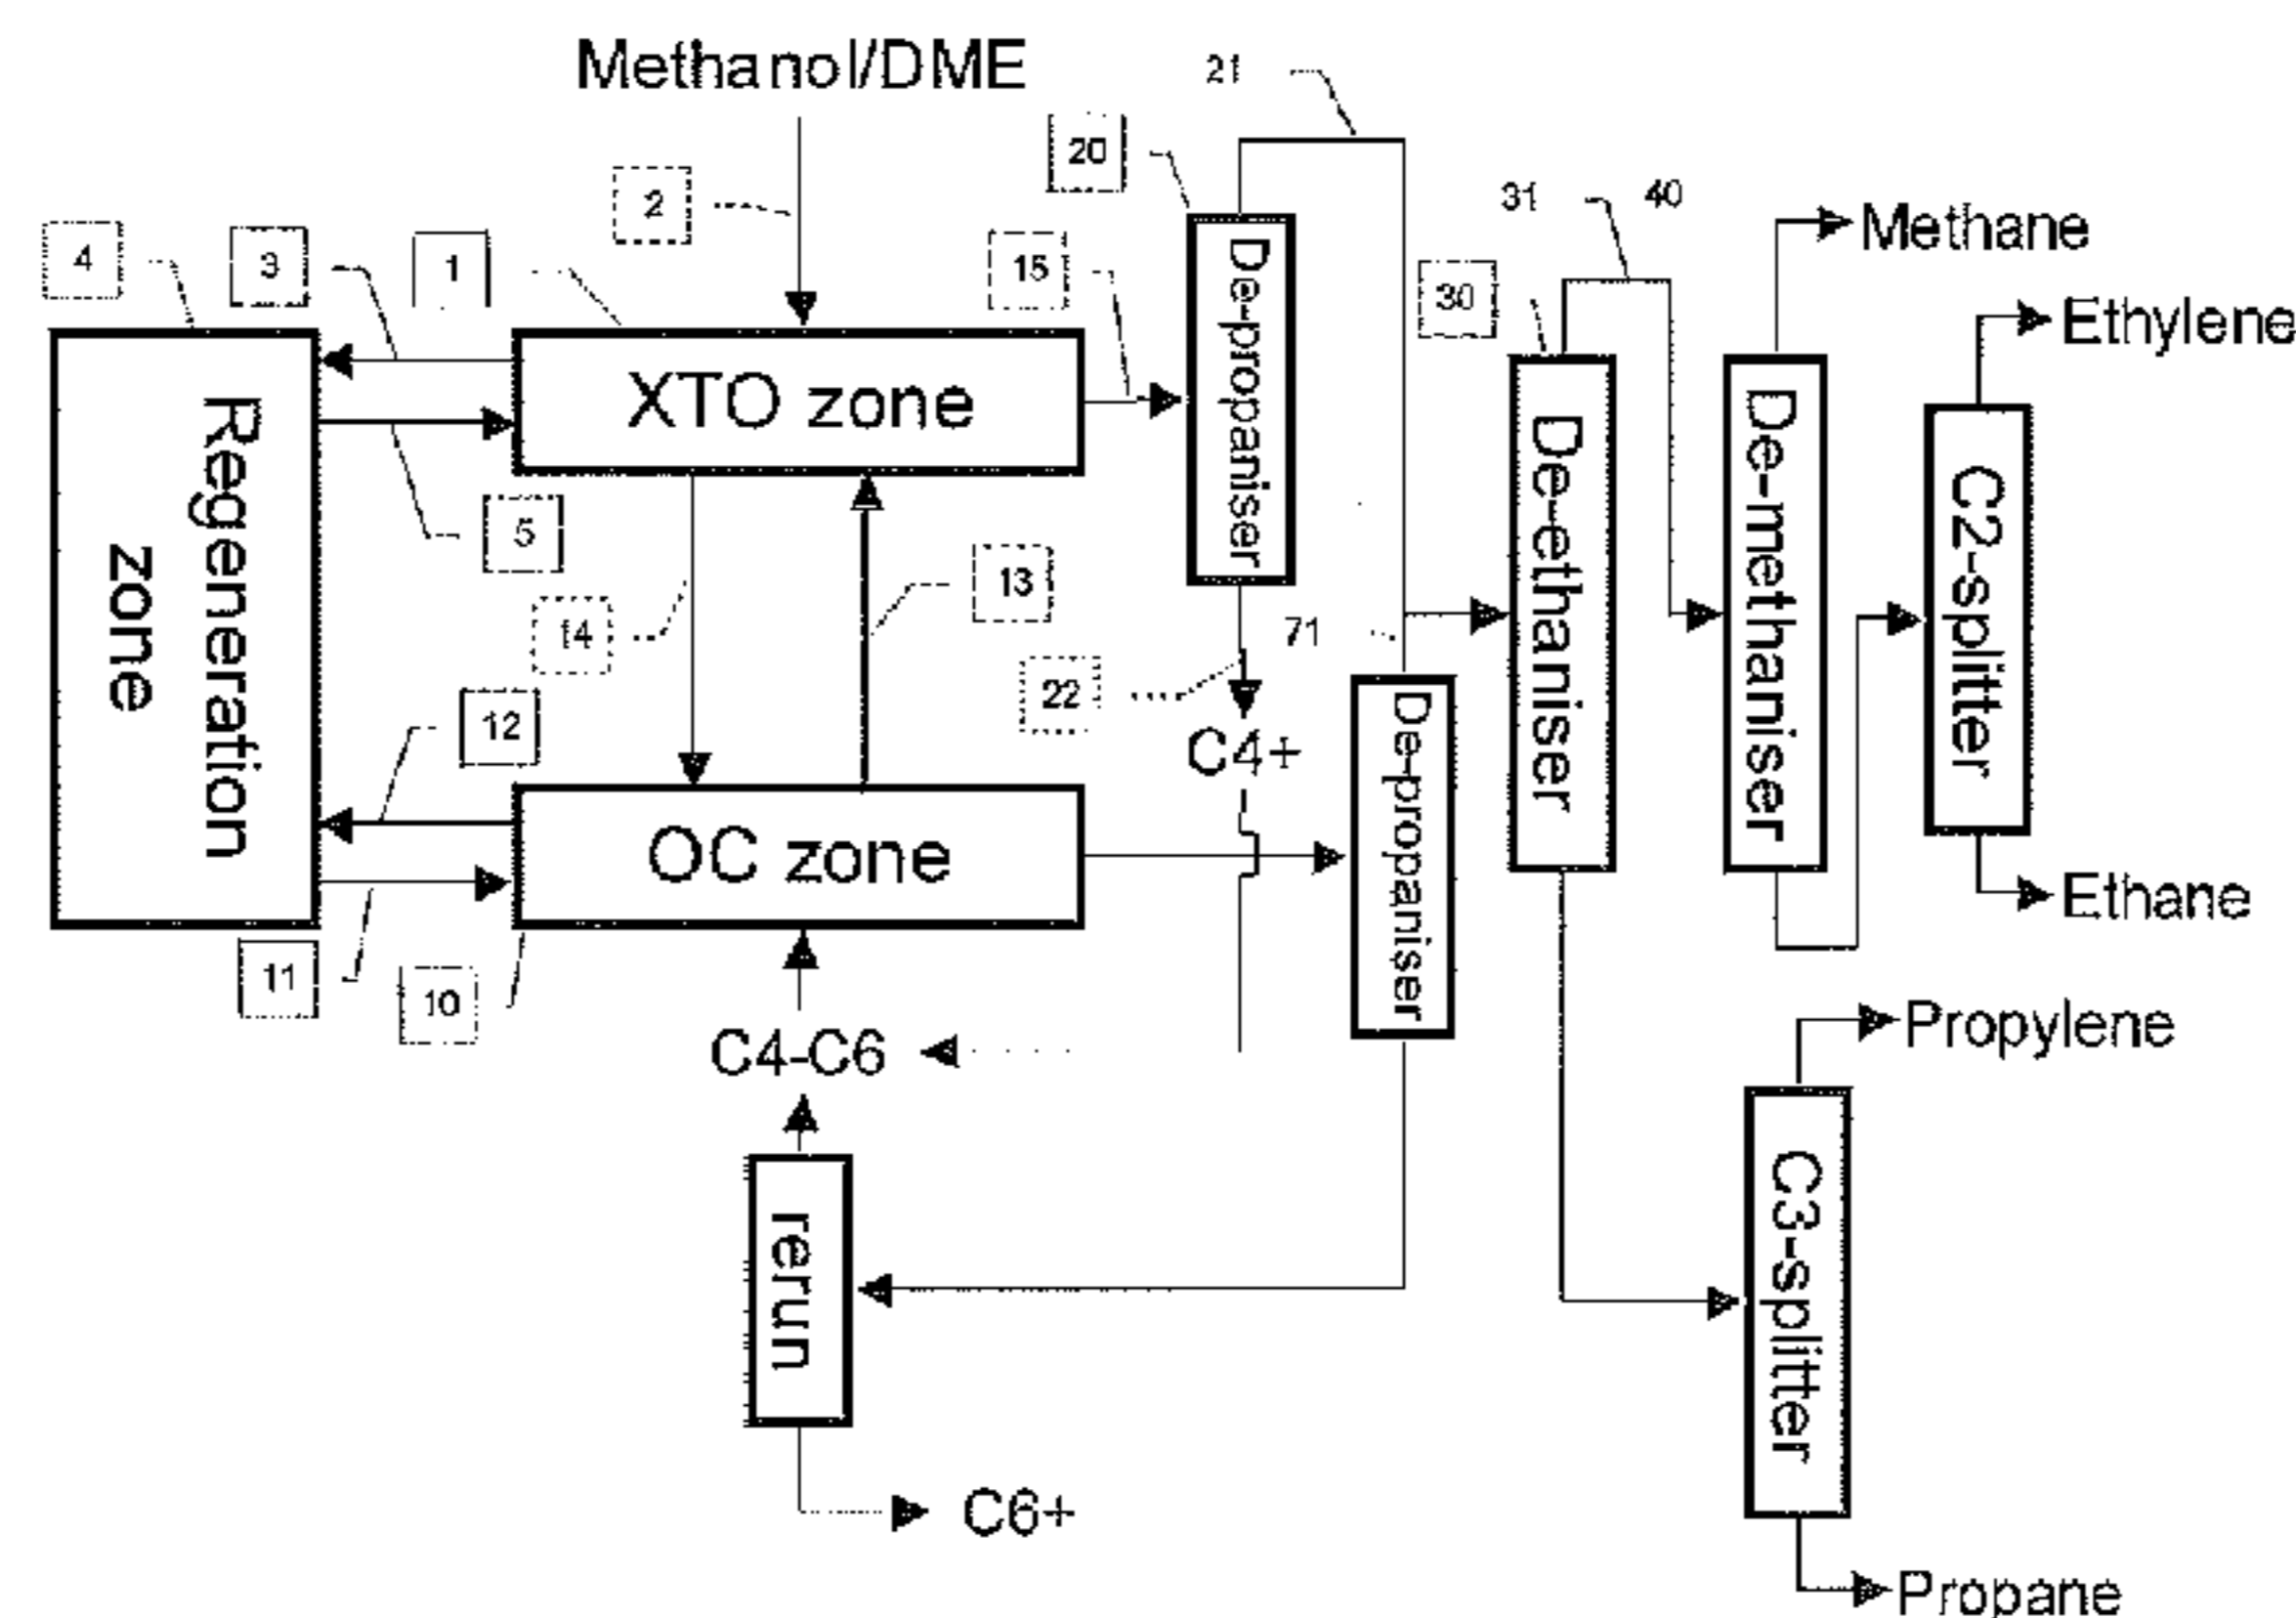 Methanol/DME
21
20
2
31
40
Methane
4
3
1
15
30
Ethylene
De-propaniser
XTO zone
Regeneration
zone
De-ethaniser
De-methaniser
C2-splitter
5
14
13
71
22
12
C4+
De-propaniser
OC zone
Ethane
11
10
C4-C6
Propylene
rerun
C3-splitter
C6+
Propane